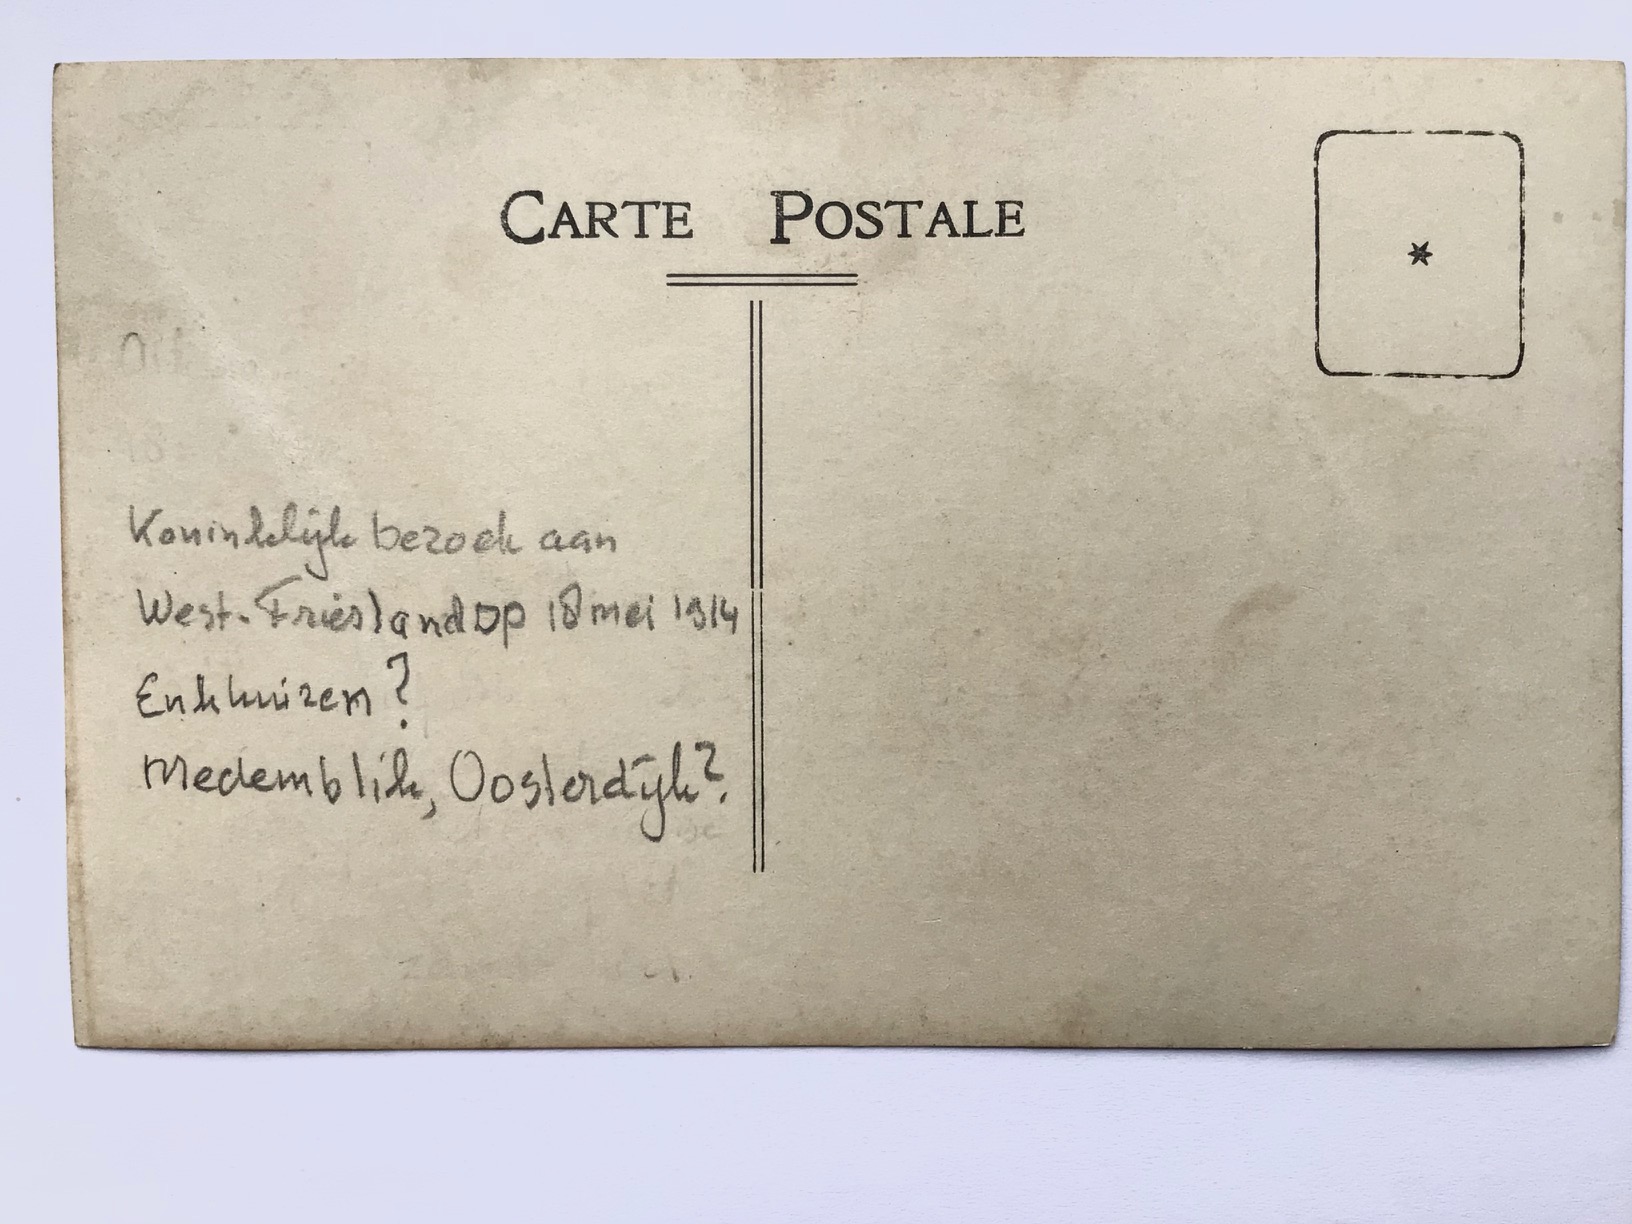 CARTE POSTALE
Koninklijk bezoek aan
West-Friesland op 18 mei 1914
Enkhuizen?
Medemblik, Oosterdijk?